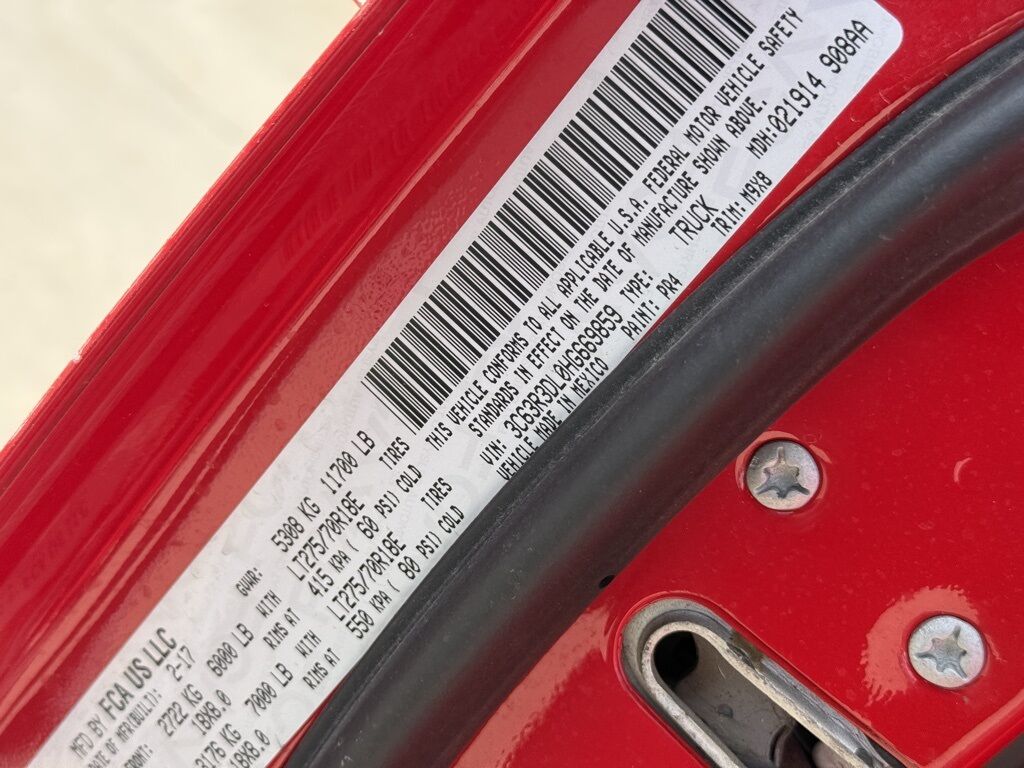 MFD BY FCA US LLC
DATE OF MFR(BUILT): 2-17 GVWR: 5308 KG 11700 LB
FRONT: 2722 KG 6000 LB WITH LT275/70R18E TIRES
18X8.0 RIMS AT 415 KPA( 60 PSI) COLD
3176 KG 7000 LB WITH LT275/70R18E TIRES
18X8.0 RIMS AT 550 KPA( 80 PSI) COLD
THIS VEHICLE CONFORMS TO ALL APPLICABLE U.S.A. FEDERAL MOTOR VEHICLE SAFETY
STANDARDS IN EFFECT ON THE DATE OF MANUFACTURE SHOWN ABOVE.
VIN: 3C63R3DL0HG669859 TYPE: TRUCK MDH:021914 908AA
VEHICLE MADE IN MEXICO PAINT: PR4 TRIM: M9X8